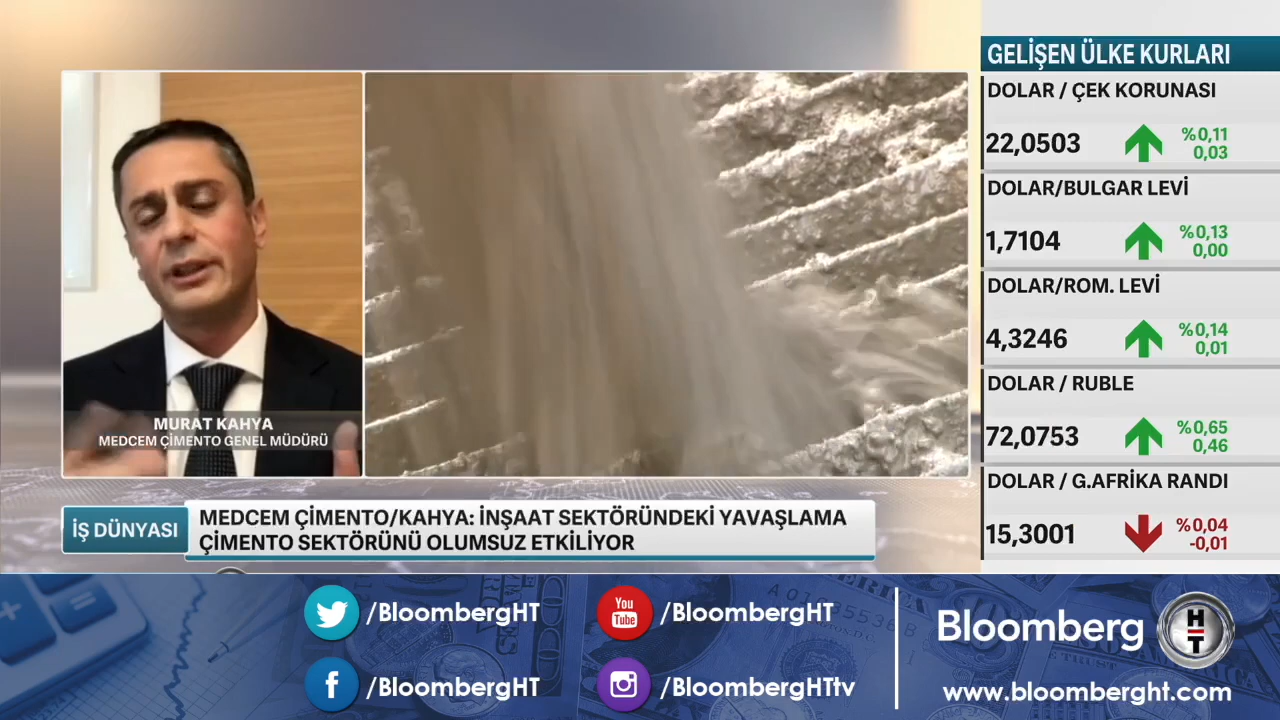 GELİŞEN ÜLKE KURLARI
DOLAR / ÇEK KORUNASI
22,0503
%0,11
0,03
DOLAR/BULGAR LEVİ
1,7104
%0,13
0,00
DOLAR/ROM. LEVİ
4,3246
%0,14
0,01
DOLAR / RUBLE
72,0753
%0,65
0,46
DOLAR / G.AFRİKA RANDI
15,3001
%0,04
-0,01
MURAT KAHYA
MEDCEM ÇİMENTO GENEL MÜDÜRÜ
İŞ DÜNYASI
MEDCEM ÇİMENTO/KAHYA: İNŞAAT SEKTÖRÜNDEKİ YAVAŞLAMA
ÇİMENTO SEKTÖRÜNÜ OLUMSUZ ETKİLİYOR
/BloombergHT
You
Tube
/BloombergHT
f
/BloombergHT
/BloombergHTtv
Bloomberg HT
www.bloomberght.com